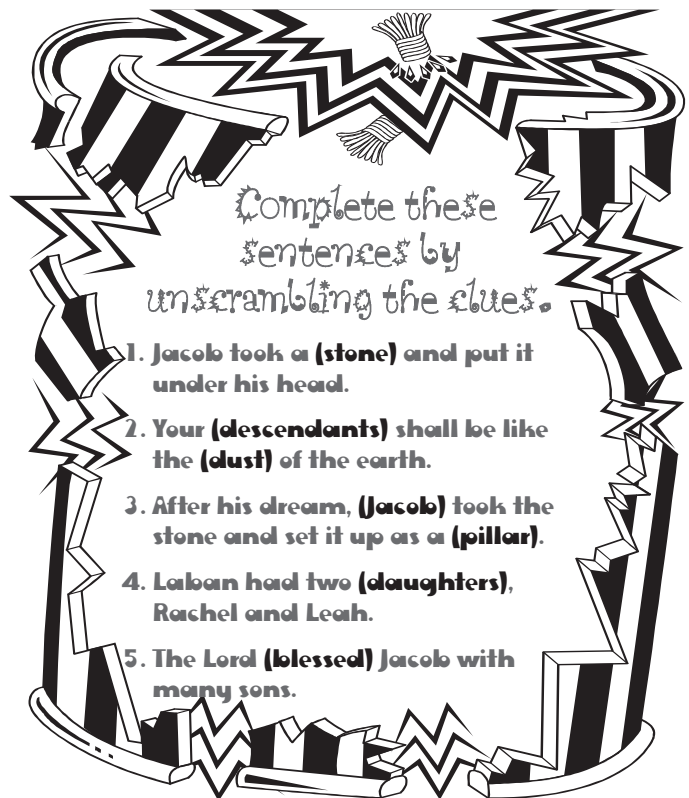 Complete these
sentences by
unscrambling the clues.
1. Jacob took a (stone) and put it
under his head.
2. Your (descendants) shall be like
the (dust) of the earth.
3. After his dream, (Jacob) took the
stone and set it up as a (pillar).
4. Laban had two (daughters),
Rachel and Leah.
5. The Lord (blessed) Jacob with
many sons.